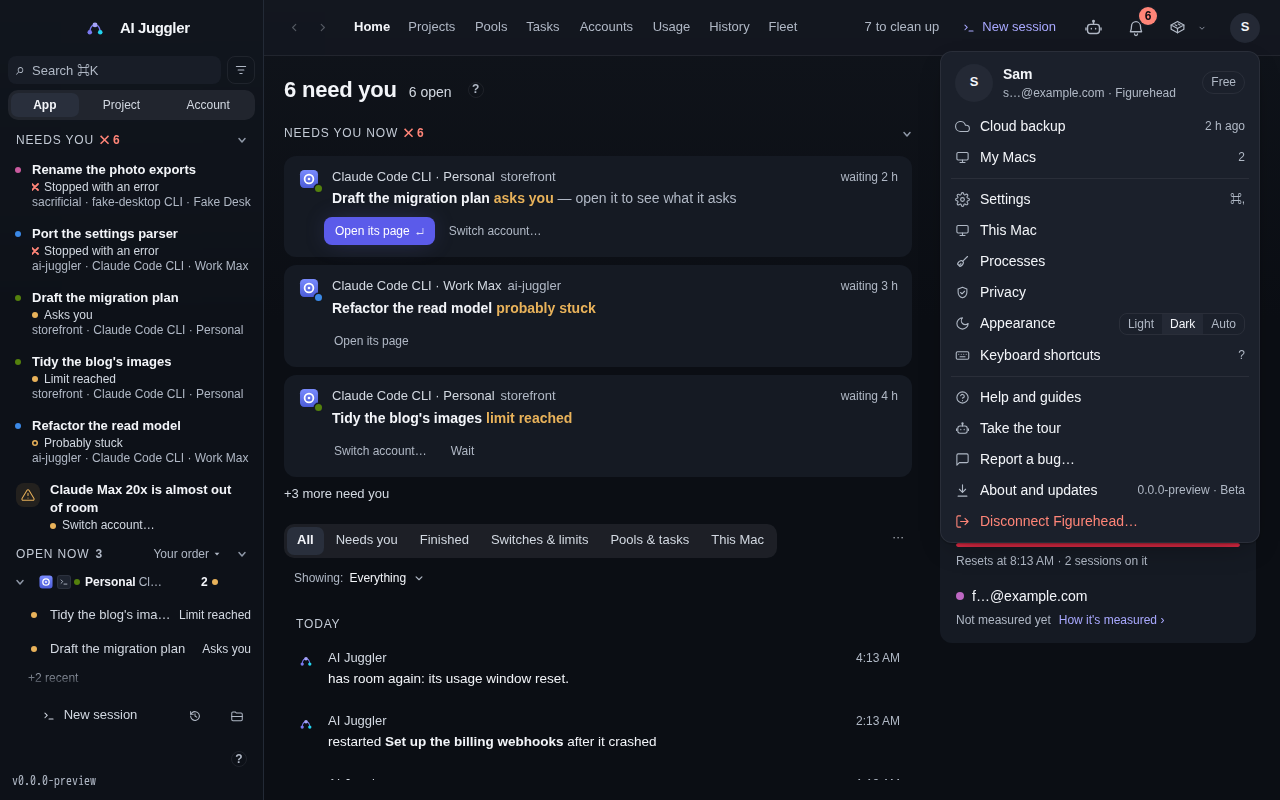 AI Juggler
Search ⌘K
App
Project
Account
NEEDS YOU 6
Rename the photo exports
Stopped with an error
sacrificial · fake-desktop CLI · Fake Desk
Port the settings parser
Stopped with an error
ai-juggler · Claude Code CLI · Work Max
Draft the migration plan
Asks you
storefront · Claude Code CLI · Personal
Tidy the blog's images
Limit reached
storefront · Claude Code CLI · Personal
Refactor the read model
Probably stuck
ai-juggler · Claude Code CLI · Work Max
Claude Max 20x is almost out
of room
Switch account…
OPEN NOW 3
Your order
Personal Cl… 2
Tidy the blog's ima… Limit reached
Draft the migration plan Asks you
+2 recent
New session
?
v0.0.0-preview
Home Projects Pools Tasks Accounts Usage History Fleet
7 to clean up
New session
6
S
6 need you 6 open ?
NEEDS YOU NOW 6
Claude Code CLI · Personal storefront waiting 2 h
Draft the migration plan asks you — open it to see what it asks
Open its page Switch account…
Claude Code CLI · Work Max ai-juggler waiting 3 h
Refactor the read model probably stuck
Open its page
Claude Code CLI · Personal storefront waiting 4 h
Tidy the blog's images limit reached
Switch account… Wait
+3 more need you
All Needs you Finished Switches & limits Pools & tasks This Mac ···
Showing: Everything
TODAY
AI Juggler 4:13 AM
has room again: its usage window reset.
AI Juggler 2:13 AM
restarted Set up the billing webhooks after it crashed
S
Sam
s…@example.com · Figurehead
Free
Cloud backup 2 h ago
My Macs 2
Settings ⌘,
This Mac
Processes
Privacy
Appearance Light Dark Auto
Keyboard shortcuts ?
Help and guides
Take the tour
Report a bug…
About and updates 0.0.0-preview · Beta
Disconnect Figurehead…
Resets at 8:13 AM · 2 sessions on it
f…@example.com
Not measured yet How it's measured ›